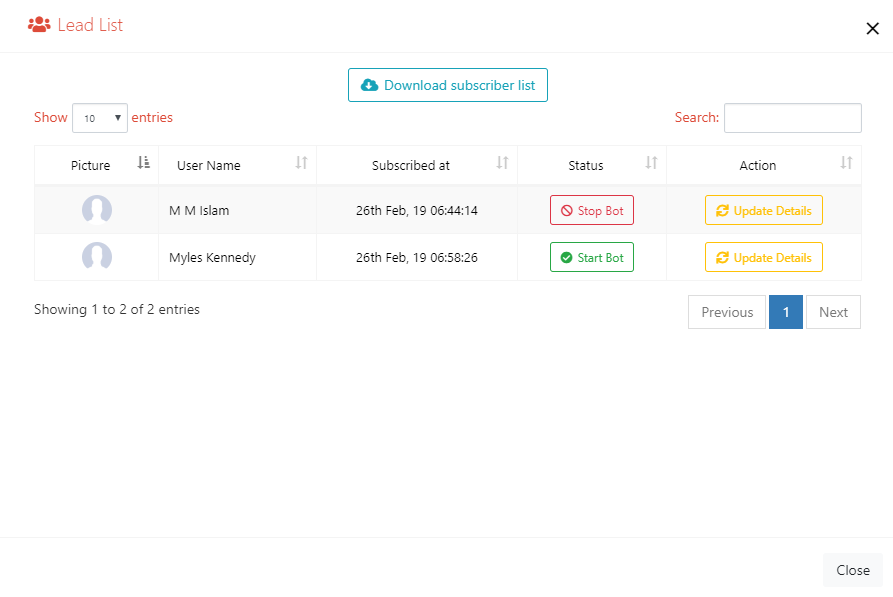 Lead List
Download subscriber list
Show 10 entries Search:
Picture User Name Subscribed at Status Action
M M Islam 26th Feb, 19 06:44:14 Stop Bot Update Details
Myles Kennedy 26th Feb, 19 06:58:26 Start Bot Update Details
Showing 1 to 2 of 2 entries Previous 1 Next
Close